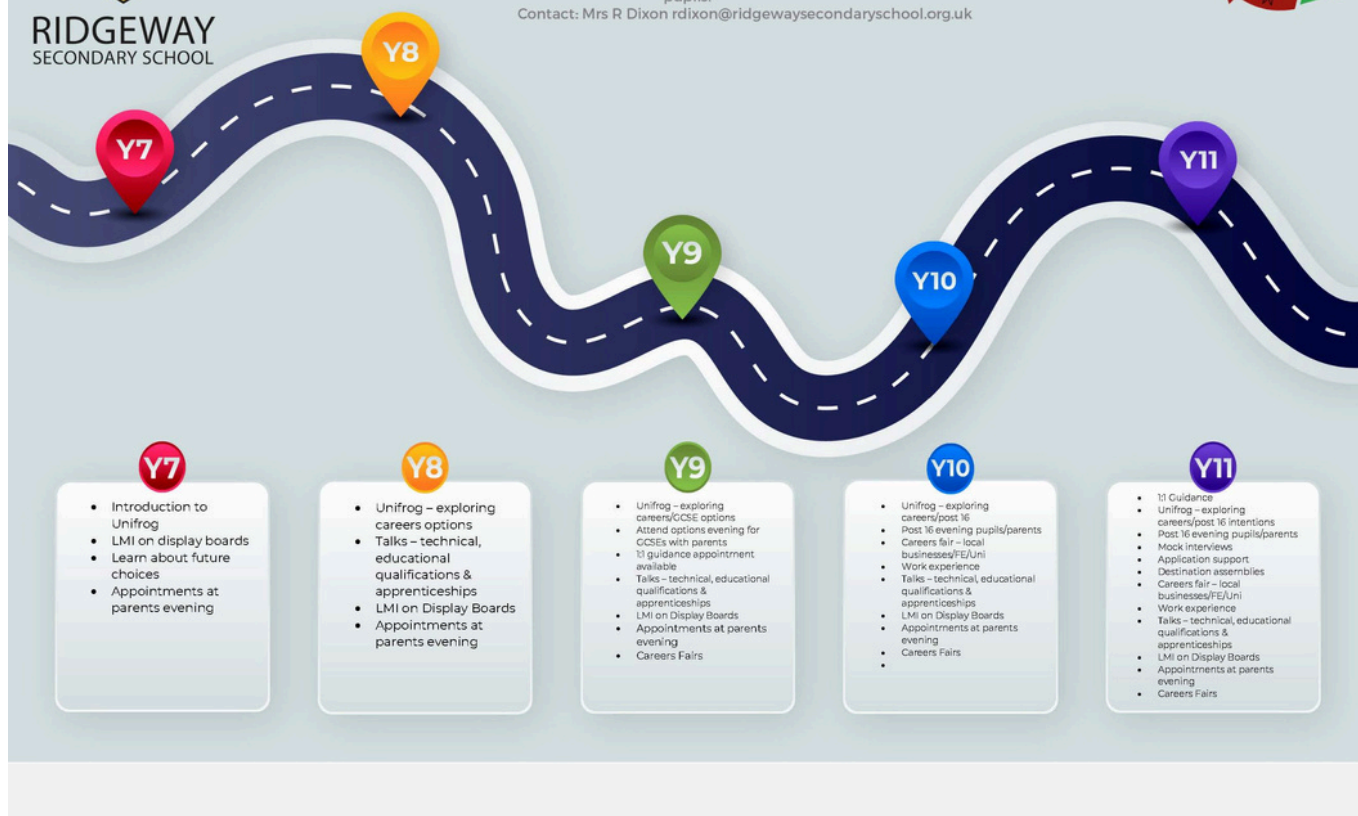 pupils.
Contact: Mrs R Dixon rdixon@ridgewaysecondaryschool.org.uk
RIDGEWAY
SECONDARY SCHOOL
Y7
Y8
Y9
Y10
Y11
Y7
• Introduction to
Unifrog
• LMI on display boards
• Learn about future
choices
• Appointments at
parents evening
Y8
• Unifrog – exploring
careers options
• Talks – technical,
educational
qualifications &
apprenticeships
• LMI on Display Boards
• Appointments at
parents evening
Y9
• Unifrog – exploring
careers/GCSE options
• Attend options evening for
GCSEs with parents
• 1:1 guidance appointment
available
• Talks – technical, educational
qualifications &
apprenticeships
• LMI on Display Boards
• Appointments at parents
evening
• Careers Fairs
Y10
• Unifrog – exploring
careers/post 16
• Post 16 evening pupils/parents
• Careers fair – local
businesses/FE/Uni
• Work experience
• Talks – technical, educational
qualifications &
apprenticeships
• LMI on Display Boards
• Appointments at parents
evening
• Careers Fairs
•
Y11
• 1:1 Guidance
• Unifrog – exploring
careers/post 16 intentions
• Post 16 evening pupils/parents
• Mock interviews
• Application support
• Destination assemblies
• Careers fair – local
businesses/FE/Uni
• Work experience
• Talks – technical, educational
qualifications &
apprenticeships
• LMI on Display Boards
• Appointments at parents
evening
• Careers Fairs